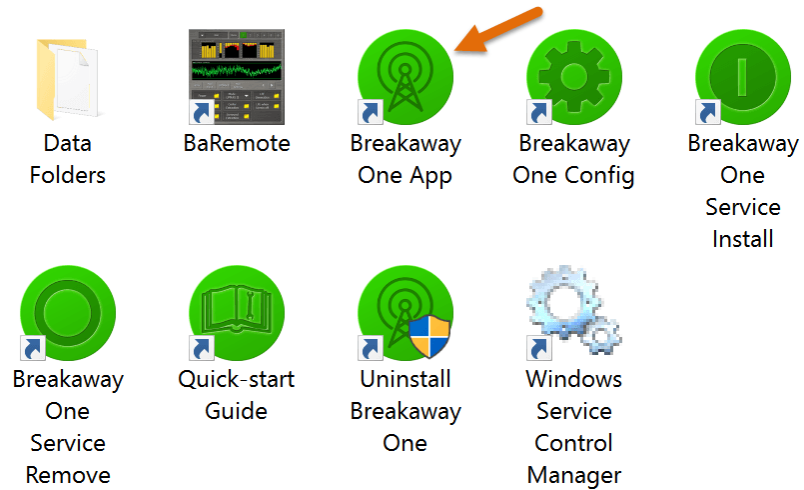 Data
Folders
BaRemote
Breakaway
One App
Breakaway
One Config
Breakaway
One
Service
Install
Breakaway
One
Service
Remove
Quick-start
Guide
Uninstall
Breakaway
One
Windows
Service
Control
Manager